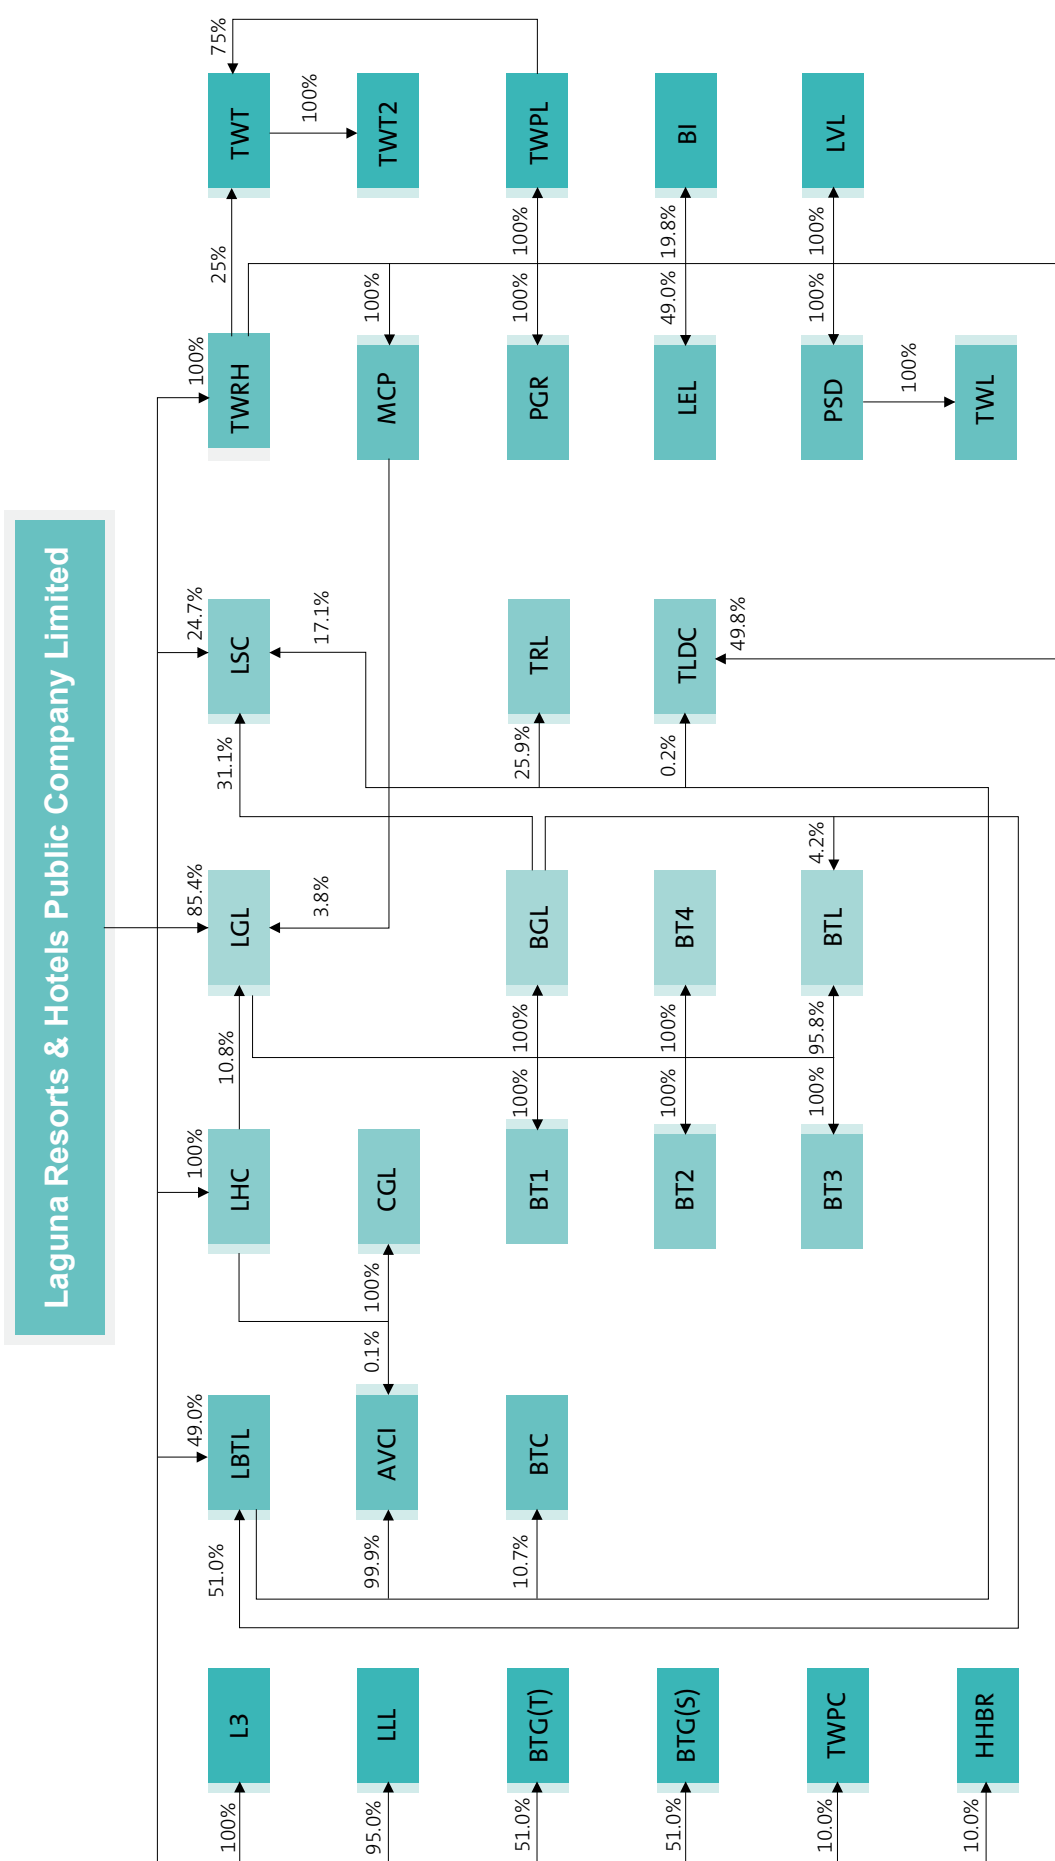 Laguna Resorts & Hotels Public Company Limited
100%
L3
95.0%
LLL
51.0%
BTG(T)
51.0%
BTG(S)
10.0%
TWPC
10.0%
HHBR
49.0%
LBTL
51.0%
0.1%
AVCI
99.9%
BTC
10.7%
100%
LHC
10.8%
CGL
100%
BT1
100%
BT2
100%
BT3
100%
85.4%
LGL
3.8%
BGL
100%
BT4
100%
4.2%
BTL
95.8%
24.7%
LSC
17.1%
31.1%
TRL
25.9%
TLDC
49.8%
0.2%
100%
TWRH
25%
100%
MCP
100%
PGR
49.0%
LEL
100%
PSD
100%
TWL
75%
TWT
100%
TWT2
TWPL
100%
BI
19.8%
LVL
100%